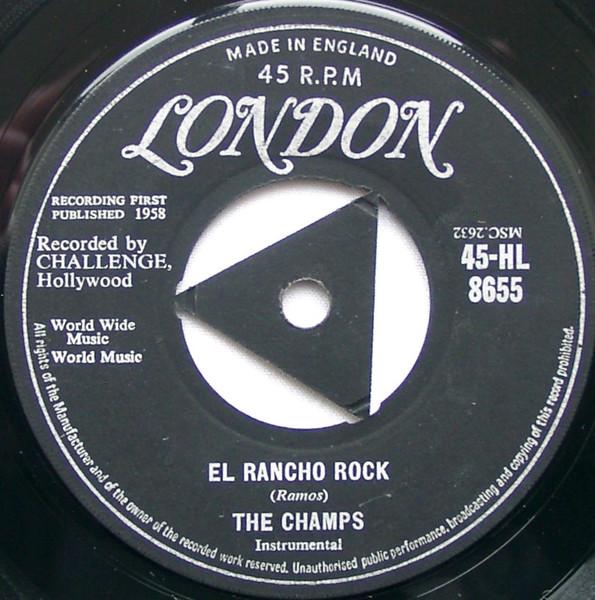 MADE IN ENGLAND
45 R.P.M
LONDON
RECORDING FIRST
PUBLISHED 1958
Recorded by
CHALLENGE,
Hollywood
MSC.2632
45-HL
8655
World Wide
Music
World Music
EL RANCHO ROCK
(Ramos)
THE CHAMPS
Instrumental
All rights of the Manufacturer and of the owner of the recorded work reserved. Unauthorised public performance, broadcasting and copying of this record prohibited.